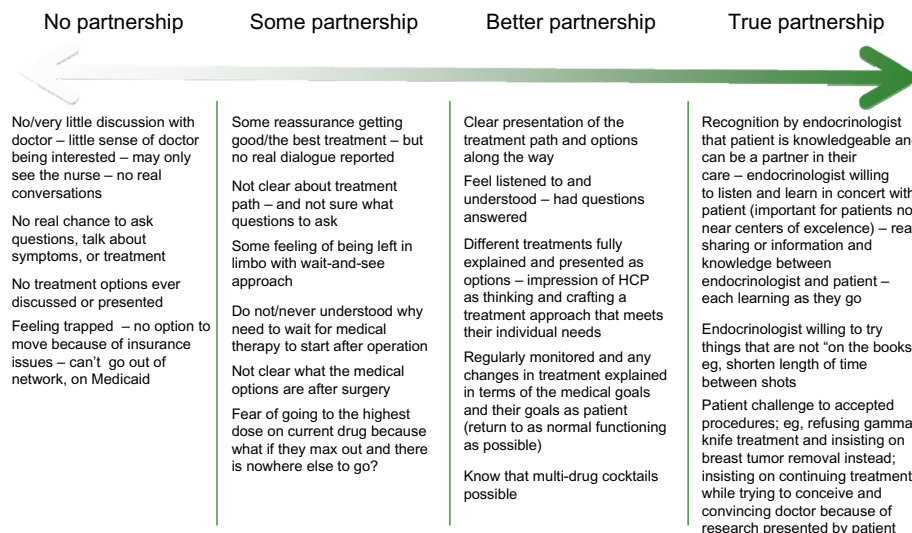 No partnership
Some partnership
Better partnership
True partnership
No/very little discussion with
doctor – little sense of doctor
being interested – may only
see the nurse – no real
conversations
No real chance to ask
questions, talk about
symptoms, or treatment
No treatment options ever
discussed or presented
Feeling trapped – no option to
move because of insurance
issues – can't go out of
network, on Medicaid
Some reassurance getting
good/the best treatment – but
no real dialogue reported
Not clear about treatment
path – and not sure what
questions to ask
Some feeling of being left in
limbo with wait-and-see
approach
Do not/never understood why
need to wait for medical
therapy to start after operation
Not clear what the medical
options are after surgery
Fear of going to the highest
dose on current drug because
what if they max out and there
is nowhere else to go?
Clear presentation of the
treatment path and options
along the way
Feel listened to and
understood – had questions
answered
Different treatments fully
explained and presented as
options – impression of HCP
as thinking and crafting a
treatment approach that meets
their individual needs
Regularly monitored and any
changes in treatment explained
in terms of the medical goals
and their goals as patient
(return to as normal functioning
as possible)
Know that multi-drug cocktails
possible
Recognition by endocrinologist
that patient is knowledgeable an
can be a partner in their
care – endocrinologist willing
to listen and learn in concert with
patient (important for patients no
near centers of excelence) – rea
sharing or information and
knowledge between
endocrinologist and patient –
each learning as they go
Endocrinologist willing to try
things that are not “on the books
eg, shorten length of time
between shots
Patient challenge to accepted
procedures; eg, refusing gamma
knife treatment and insisting on
breast tumor removal instead;
insisting on continuing treatment
while trying to conceive and
convincing doctor because of
research presented by patient